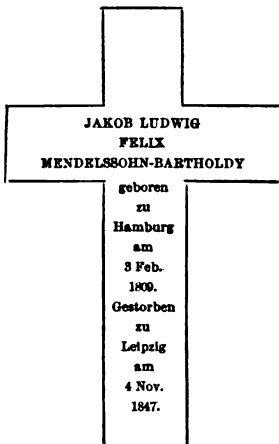 JAKOB LUDWIG
FELIX
MENDELSSOHN-BARTHOLDY
geboren
zu
Hamburg
am
3 Feb.
1809.
Gestorben
zu
Leipzig
am
4 Nov.
1847.